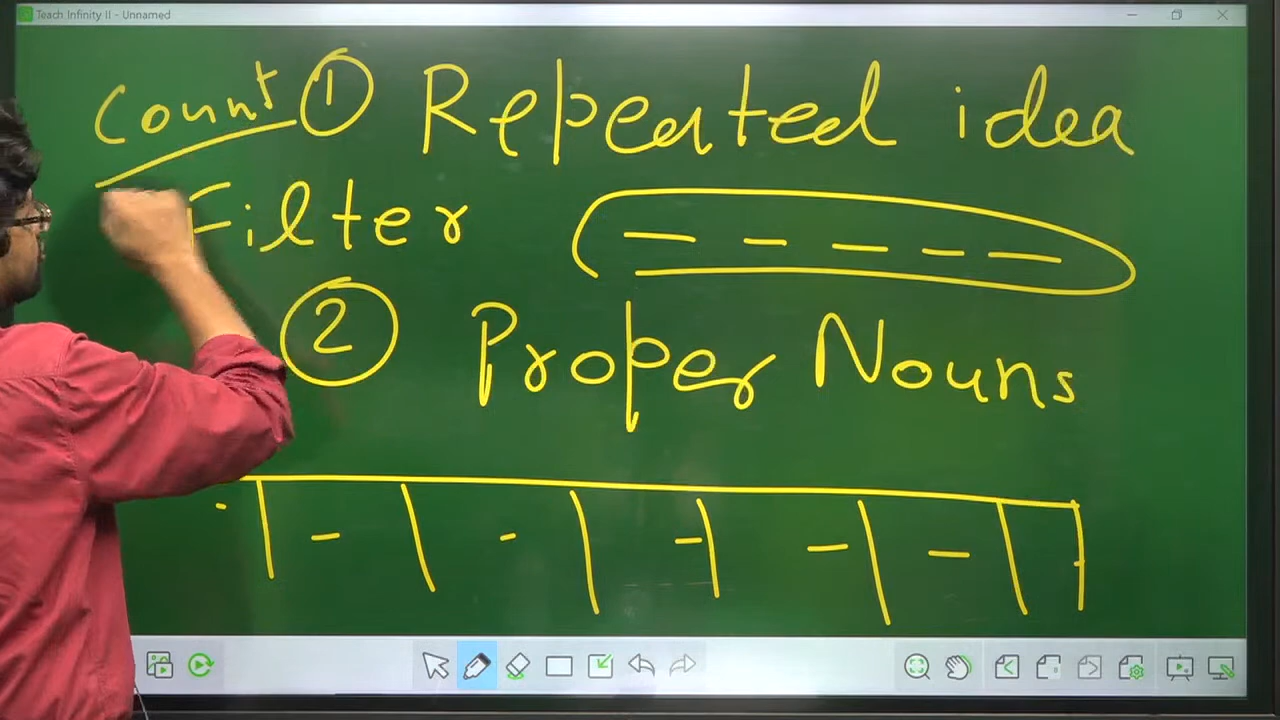 Teach Infinity II - Unnamed
Count ① Repeated idea
Filter
② Proper Nouns